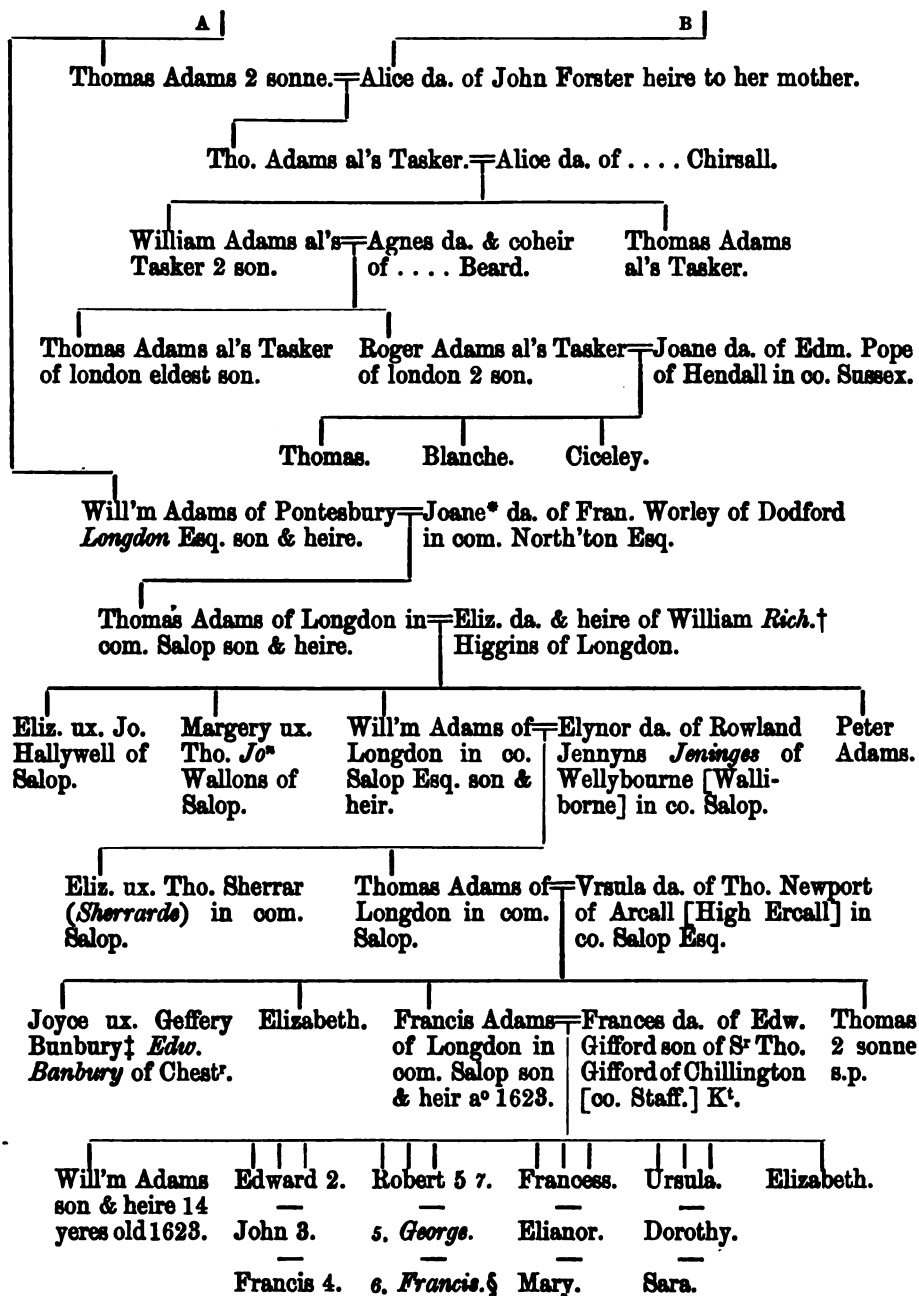 A B
Thomas Adams 2 sonne.=Alice da. of John Forster heire to her mother.
Tho. Adams al's Tasker.=Alice da. of .... Chirsall.
William Adams al's=Agnes da. & coheir Thomas Adams
Tasker 2 son. of .... Beard. al's Tasker.
Thomas Adams al's Tasker Roger Adams al's Tasker=Joane da. of Edm. Pope
of london eldest son. of london 2 son. of Hendall in co. Sussex.
Thomas. Blanche. Ciceley.
Will'm Adams of Pontesbury=Joane* da. of Fran. Worley of Dodford
Longdon Esq. son & heire. in com. North'ton Esq.
Thomas Adams of Longdon in=Eliz. da. & heire of William Rich.†
com. Salop son & heire. Higgins of Longdon.
Eliz. ux. Jo. Margery ux. Will'm Adams of=Elynor da. of Rowland Peter
Hallywell of Tho. Joⁿ Longdon in co. Jennyns Jeninges of Adams.
Salop. Wallons of Salop Esq. son & Wellybourne [Walli-
Salop. heir. borne] in co. Salop.
Eliz. ux. Tho. Sherrar Thomas Adams of=Vrsula da. of Tho. Newport
(Sherrarde) in com. Longdon in com. of Arcall [High Ercall] in
Salop. Salop. co. Salop Esq.
Joyce ux. Geffery Elizabeth. Francis Adams=Frances da. of Edw. Thomas
Bunbury‡ Edw. of Longdon in Gifford son of Sʳ Tho. 2 sonne
Banbury of Chestʳ. com. Salop son Gifford of Chillington s.p.
& heir aº 1623. [co. Staff.] Kᵗ.
Will'm Adams Edward 2. Robert 5 7. Francess. Ursula. Elizabeth.
son & heire 14
yeres old 1623. John 3. 5. George. Elianor. Dorothy.
Francis 4. 6. Francis.§ Mary. Sara.